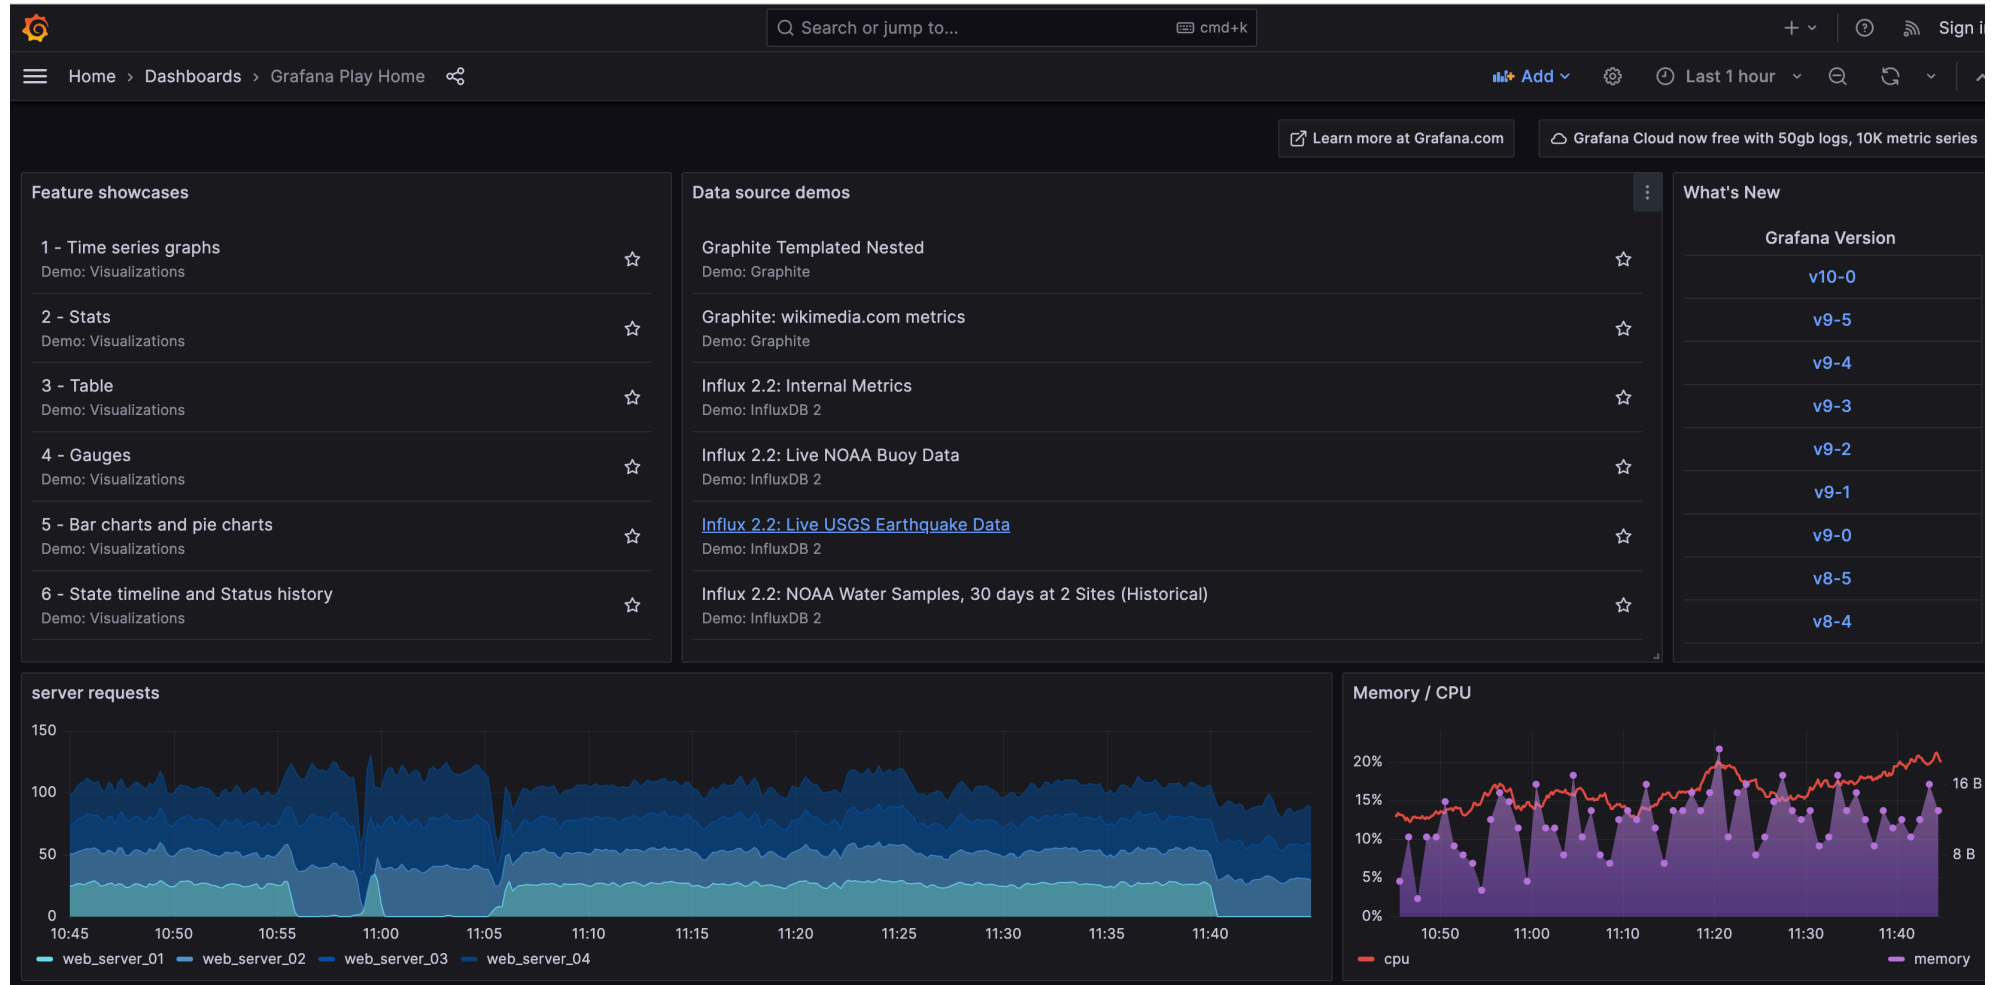 Search or jump to...
cmd+k
Sign i
Home › Dashboards › Grafana Play Home
Add
Last 1 hour
Learn more at Grafana.com
Grafana Cloud now free with 50gb logs, 10K metric series
Feature showcases
1 - Time series graphs
Demo: Visualizations
2 - Stats
Demo: Visualizations
3 - Table
Demo: Visualizations
4 - Gauges
Demo: Visualizations
5 - Bar charts and pie charts
Demo: Visualizations
6 - State timeline and Status history
Demo: Visualizations
Data source demos
Graphite Templated Nested
Demo: Graphite
Graphite: wikimedia.com metrics
Demo: Graphite
Influx 2.2: Internal Metrics
Demo: InfluxDB 2
Influx 2.2: Live NOAA Buoy Data
Demo: InfluxDB 2
Influx 2.2: Live USGS Earthquake Data
Demo: InfluxDB 2
Influx 2.2: NOAA Water Samples, 30 days at 2 Sites (Historical)
Demo: InfluxDB 2
What's New
Grafana Version
v10-0
v9-5
v9-4
v9-3
v9-2
v9-1
v9-0
v8-5
v8-4
server requests
150
100
50
0
10:45 10:50 10:55 11:00 11:05 11:10 11:15 11:20 11:25 11:30 11:35 11:40
web_server_01 web_server_02 web_server_03 web_server_04
Memory / CPU
20%
15%
10%
5%
0%
16 B
8 B
10:50 11:00 11:10 11:20 11:30 11:40
cpu
memory